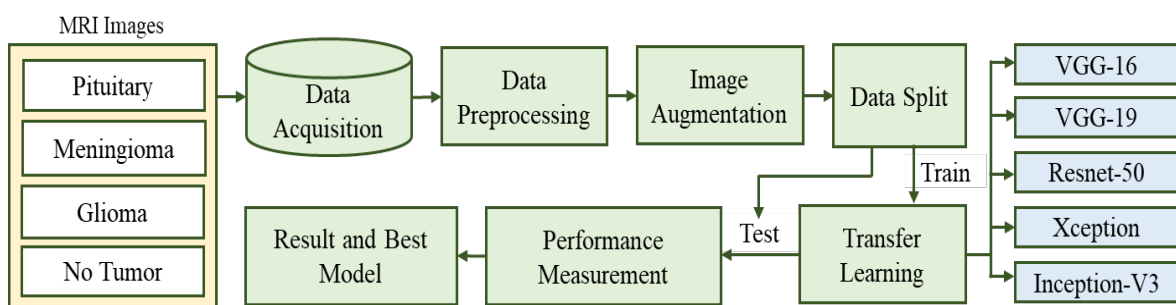 MRI Images
Pituitary
Meningioma
Glioma
No Tumor
Data
Acquisition
Data
Preprocessing
Image
Augmentation
Data Split
Train
Test
Transfer
Learning
Performance
Measurement
Result and Best
Model
VGG-16
VGG-19
Resnet-50
Xception
Inception-V3